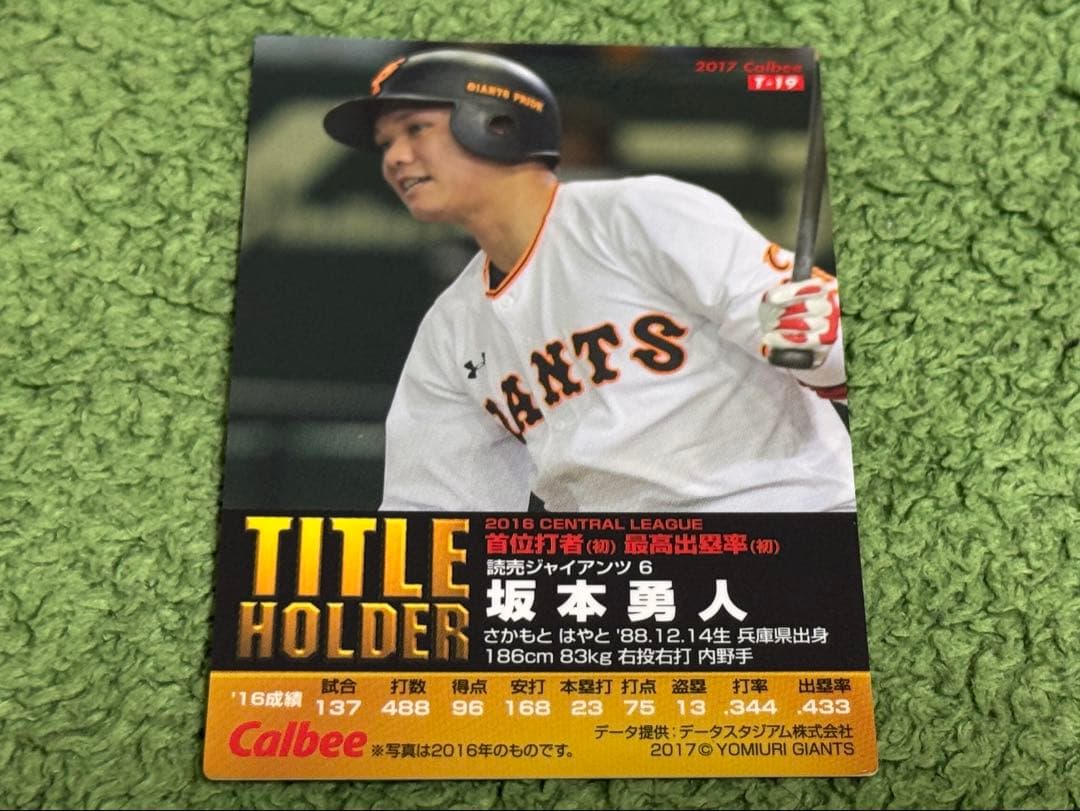 2017 Calbee
T-19
GIANTS PRIDE
GIANTS
TITLE
HOLDER
2016 CENTRAL LEAGUE
首位打者(初) 最高出塁率(初)
読売ジャイアンツ 6
坂本勇人
さかもと はやと '88.12.14生 兵庫県出身
186cm 83kg 右投右打 内野手
'16成績 試合 打数 得点 安打 本塁打 打点 盗塁 打率 出塁率
137 488 96 168 23 75 13 .344 .433
Calbee
※写真は2016年のものです。
データ提供:データスタジアム株式会社
2017© YOMIURI GIANTS